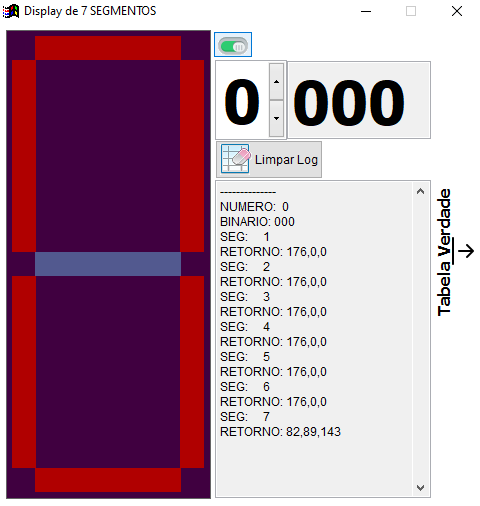 Display de 7 SEGMENTOS
0 000
Limpar Log
--------------
NUMERO: 0
BINARIO: 000
SEG: 1
RETORNO: 176,0,0
SEG: 2
RETORNO: 176,0,0
SEG: 3
RETORNO: 176,0,0
SEG: 4
RETORNO: 176,0,0
SEG: 5
RETORNO: 176,0,0
SEG: 6
RETORNO: 176,0,0
SEG: 7
RETORNO: 82,89,143
Tabela Verdade